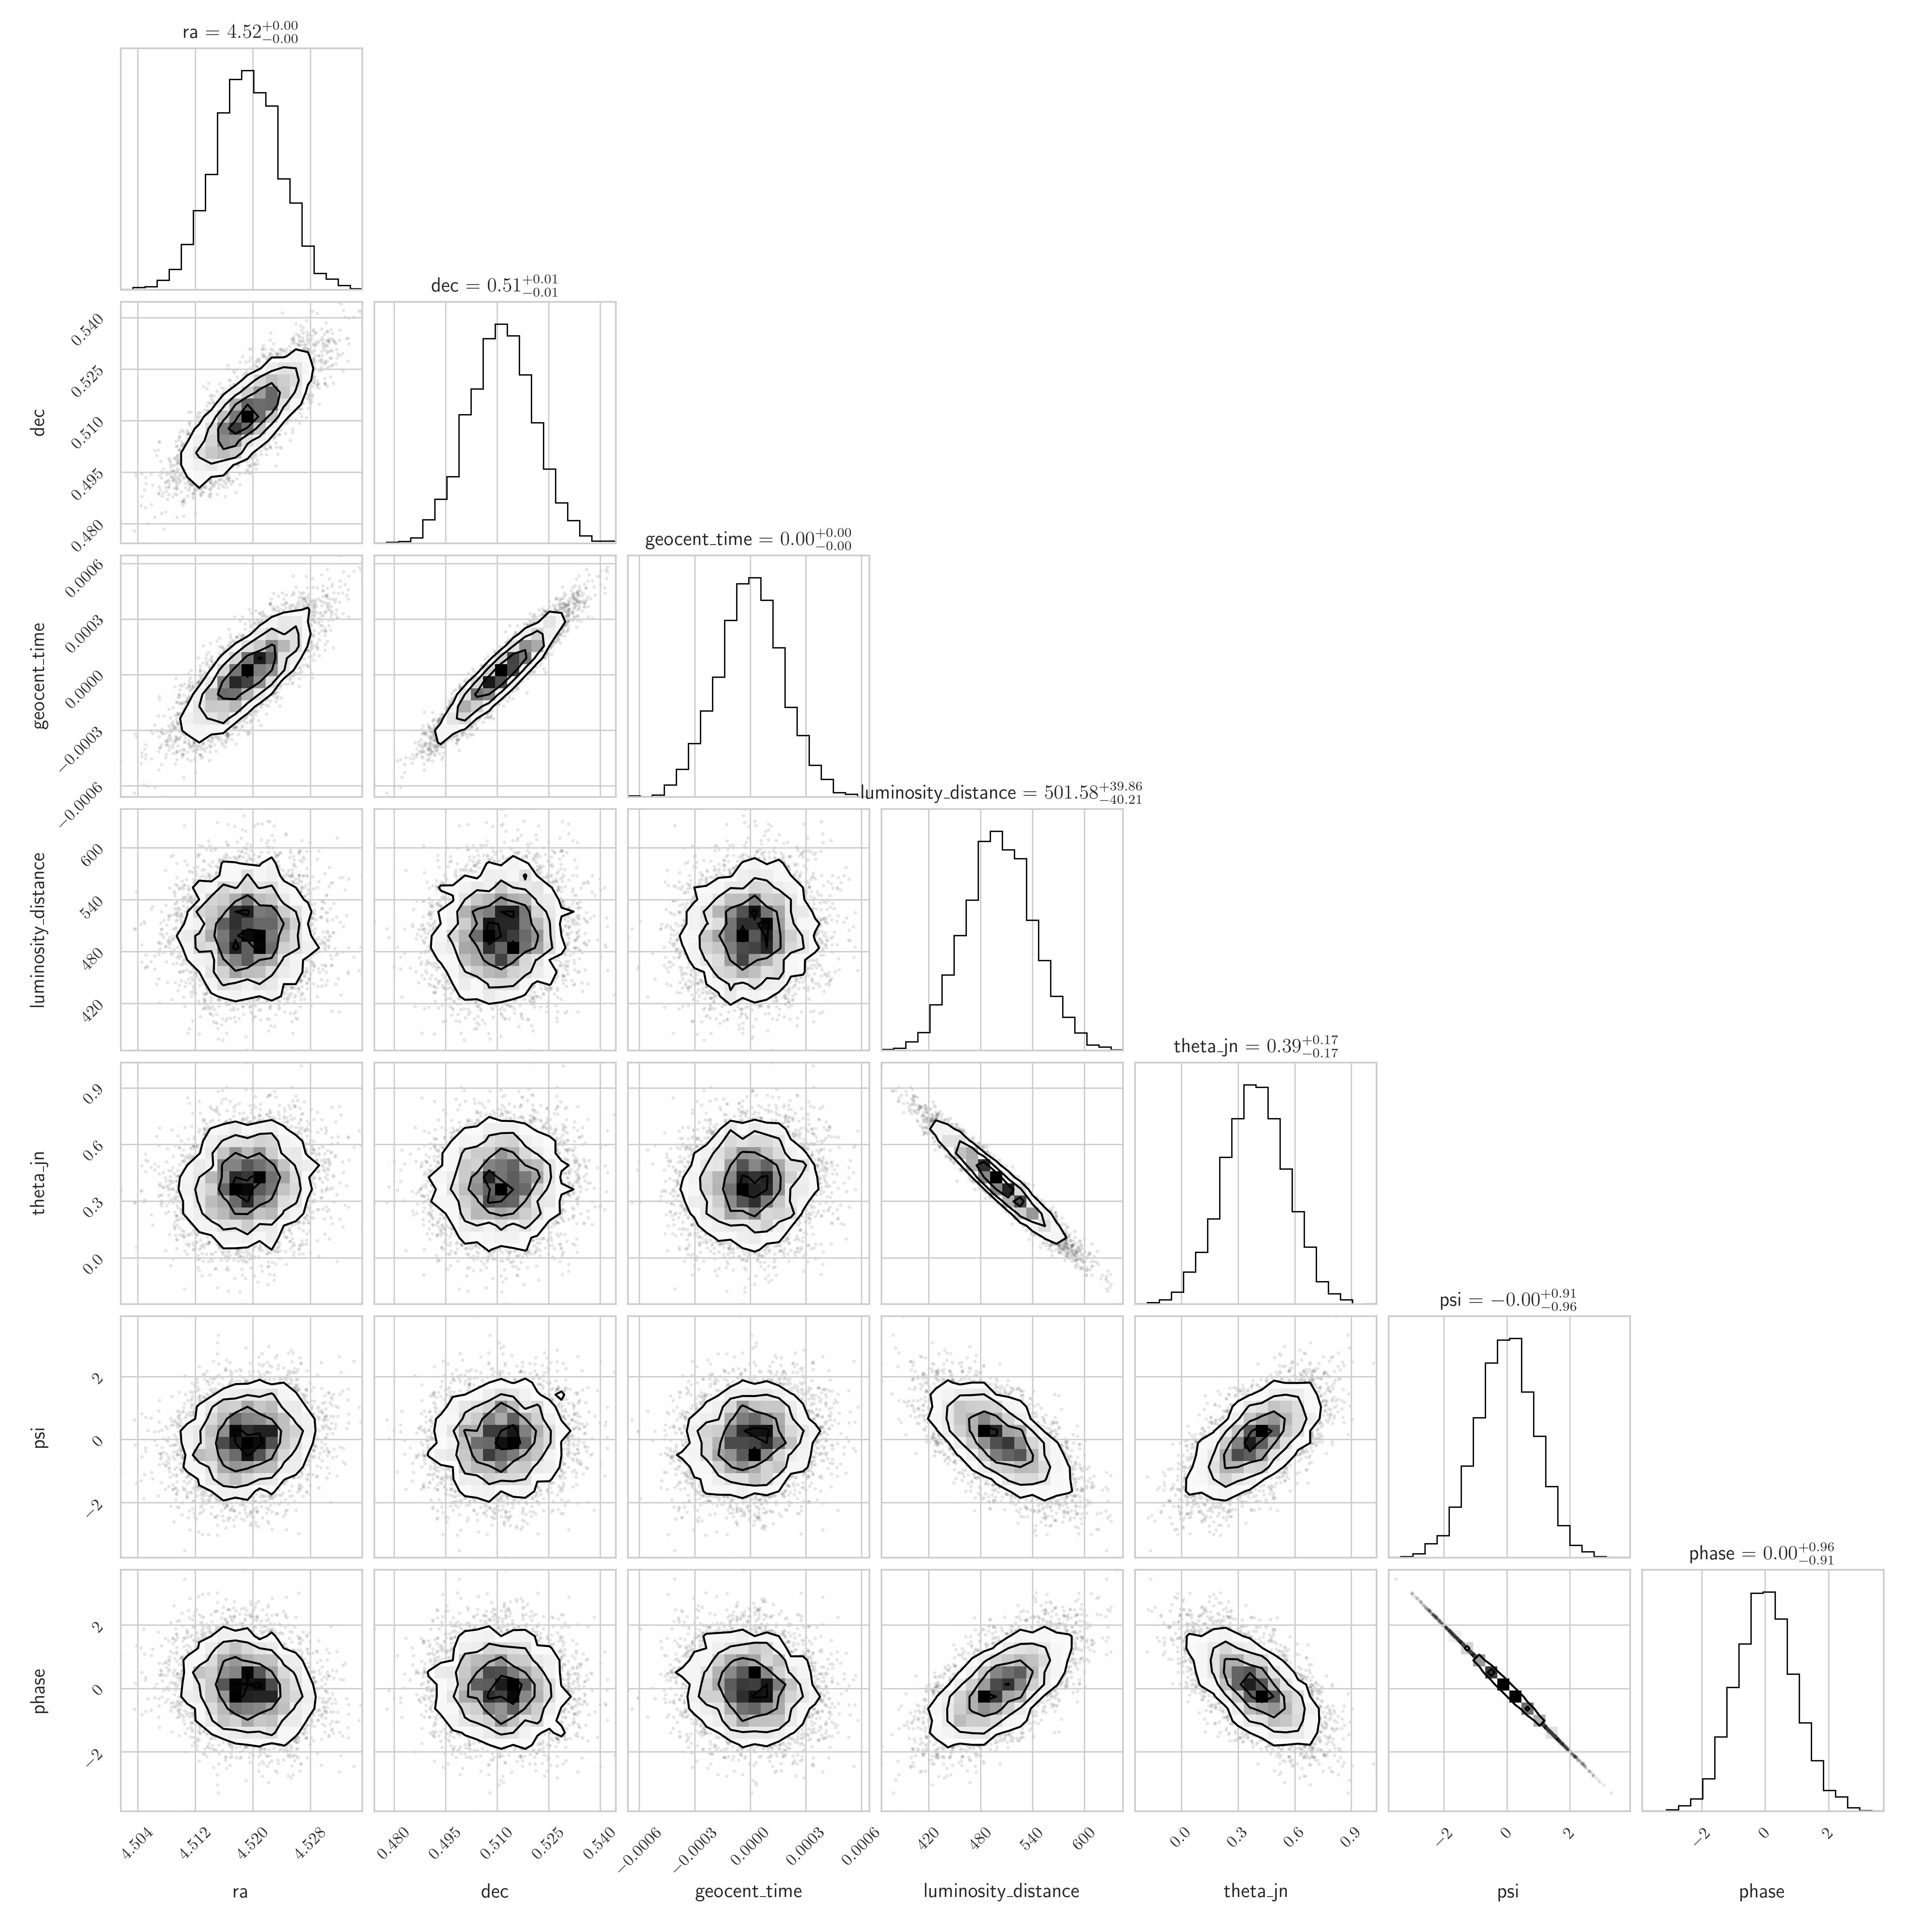 ra = 4.52+0.00−0.00
dec = 0.51+0.01−0.01
0.540
0.525
0.510
0.495
0.480
dec
geocent_time = 0.00+0.00−0.00
0.0006
0.0003
0.0000
−0.0003
−0.0006
geocent_time
luminosity_distance = 501.58+39.86−40.21
600
540
480
420
luminosity_distance
theta_jn = 0.39+0.17−0.17
0.9
0.6
0.3
0.0
theta_jn
psi = −0.00+0.91−0.96
2
0
−2
psi
phase = 0.00+0.96−0.91
2
0
−2
phase
4.504 4.512 4.520 4.528 0.480 0.495 0.510 0.525 0.540 −0.0006 −0.0003 0.0000 0.0003 0.0006 420 480 540 600 0.0 0.3 0.6 0.9 −2 0 2 −2 0 2
ra dec geocent_time luminosity_distance theta_jn psi phase